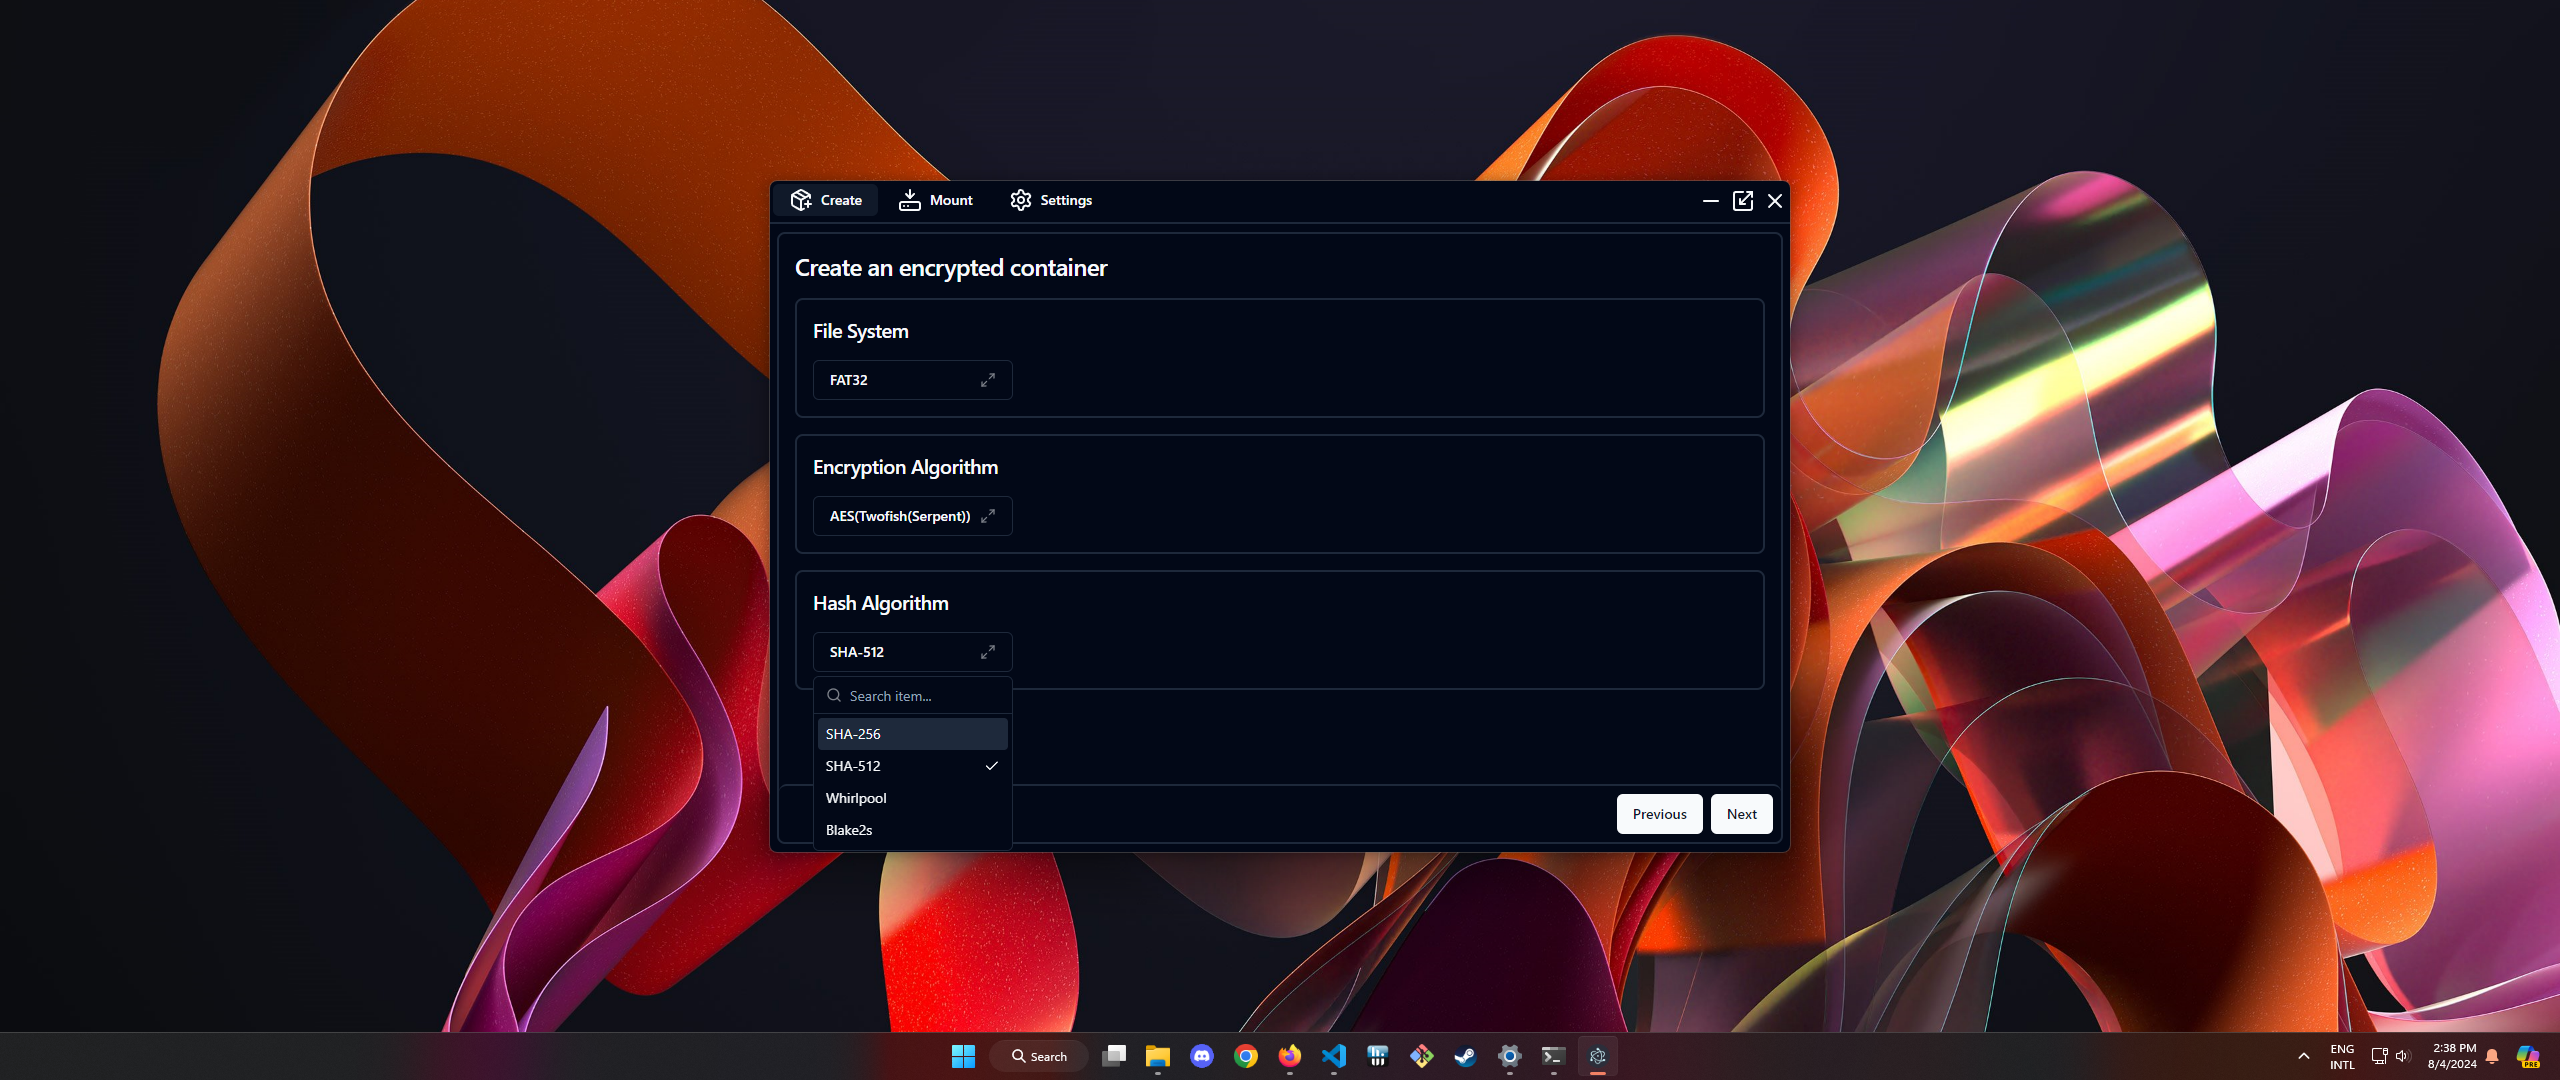 Create
Mount
Settings
Create an encrypted container
File System
FAT32
Encryption Algorithm
AES(Twofish(Serpent))
Hash Algorithm
SHA-512
Search item...
SHA-256
SHA-512
Whirlpool
Blake2s
Previous
Next
Search
ENG
INTL
2:38 PM
8/4/2024
PRE